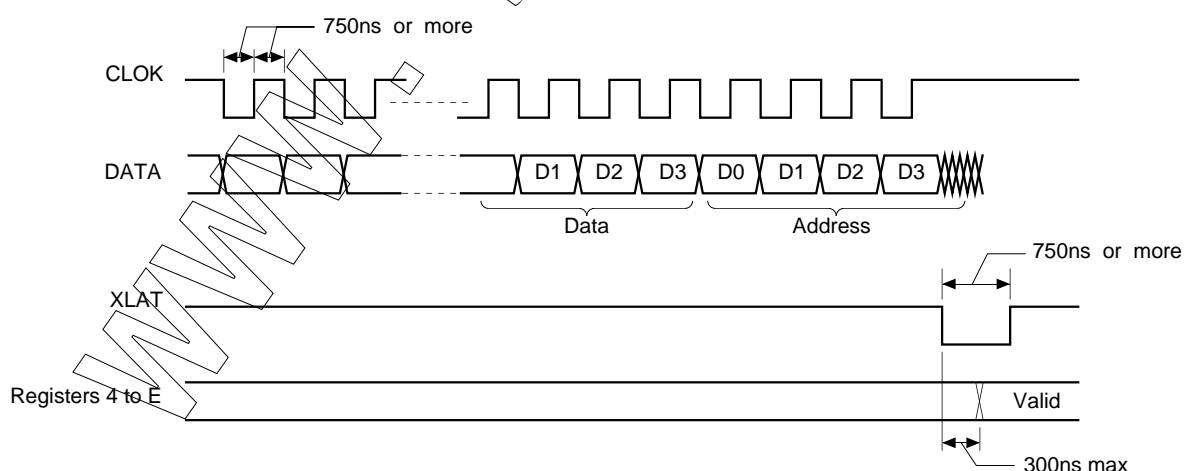 750ns or more
CLOK
DATA
D1 D2 D3 D0 D1 D2 D3
Data Address
750ns or more
XLAT
Registers 4 to E
Valid
300ns max
WWW.